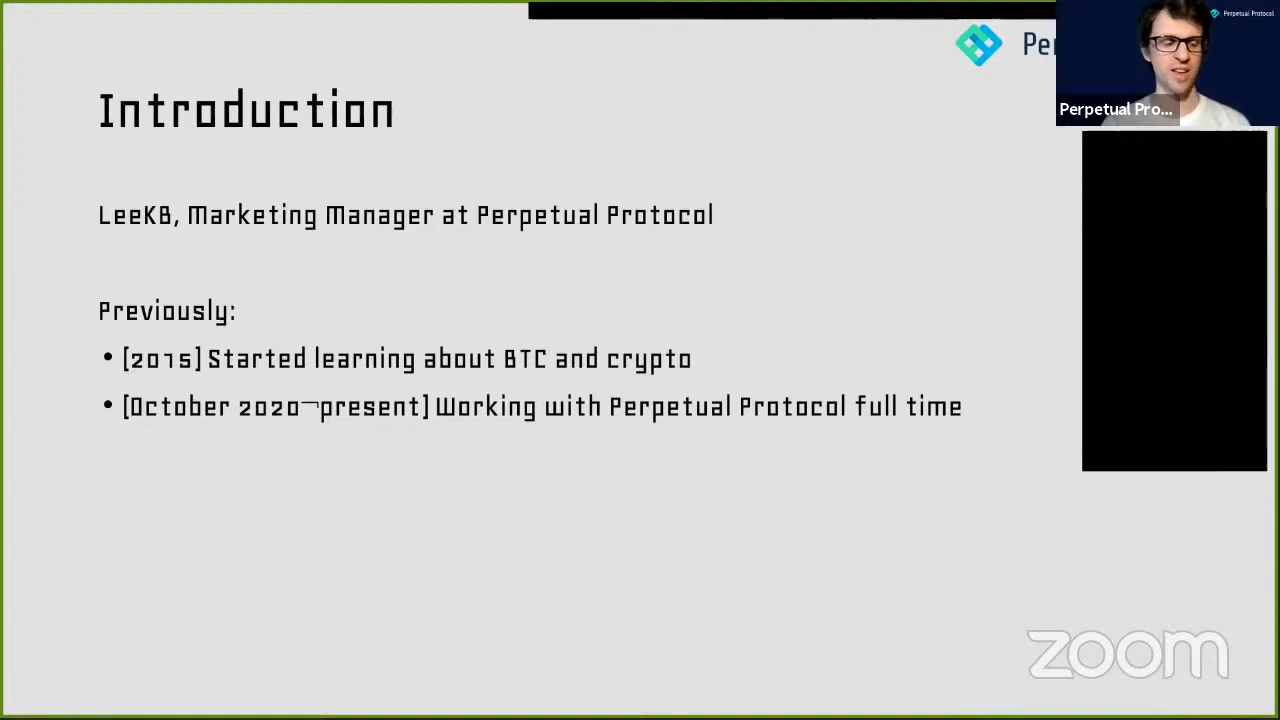 Perpetual Protocol
Per
Introduction
Perpetual Pro...
LeeKB, Marketing Manager at Perpetual Protocol
Previously:
• [2015] Started learning about BTC and crypto
• [October 2020-present] Working with Perpetual Protocol full time
zoom